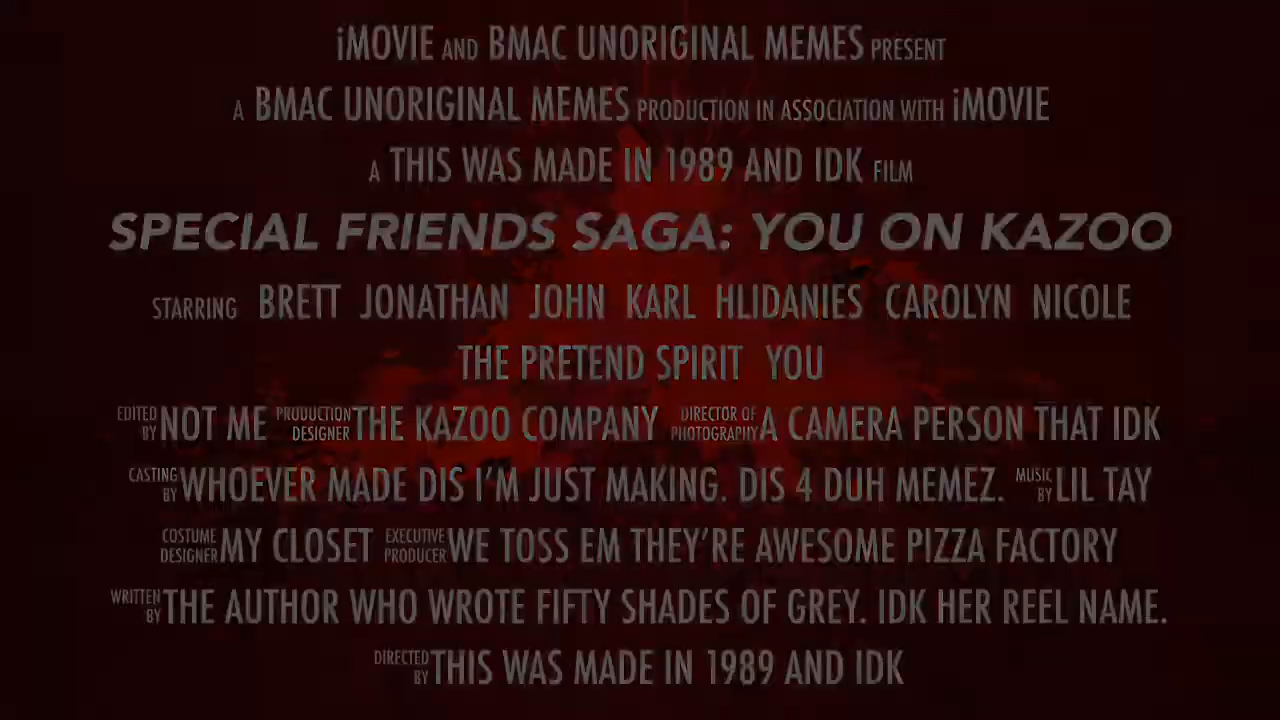 iMOVIE AND BMAC UNORIGINAL MEMES PRESENT
A BMAC UNORIGINAL MEMES PRODUCTION IN ASSOCIATION WITH iMOVIE
A THIS WAS MADE IN 1989 AND IDK FILM
SPECIAL FRIENDS SAGA: YOU ON KAZOO
STARRING BRETT JONATHAN JOHN KARL HLIDANIES CAROLYN NICOLE
THE PRETEND SPIRIT YOU
EDITED BY NOT ME PRODUCTION DESIGNER THE KAZOO COMPANY DIRECTOR OF PHOTOGRAPHY A CAMERA PERSON THAT IDK
CASTING BY WHOEVER MADE DIS I'M JUST MAKING. DIS 4 DUH MEMEZ. MUSIC BY LIL TAY
COSTUME DESIGNER MY CLOSET EXECUTIVE PRODUCER WE TOSS EM THEY'RE AWESOME PIZZA FACTORY
WRITTEN BY THE AUTHOR WHO WROTE FIFTY SHADES OF GREY. IDK HER REEL NAME.
DIRECTED BY THIS WAS MADE IN 1989 AND IDK